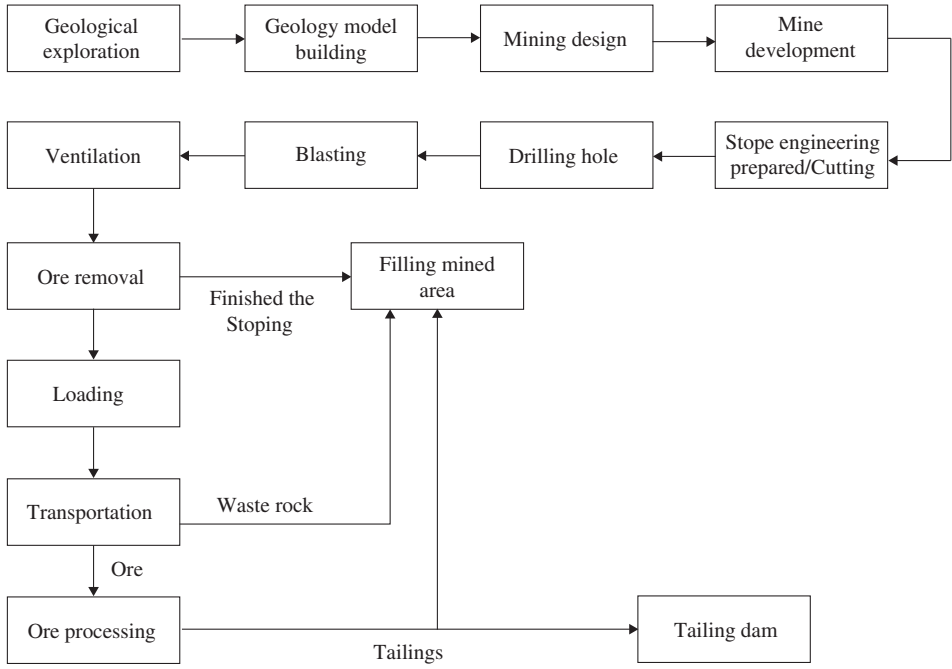 Geological
exploration
Geology model
building
Mining design
Mine
development
Ventilation
Blasting
Drilling hole
Stope engineering
prepared/Cutting
Ore removal
Finished the
Stoping
Filling mined
area
Loading
Transportation
Waste rock
Ore
Ore processing
Tailings
Tailing dam